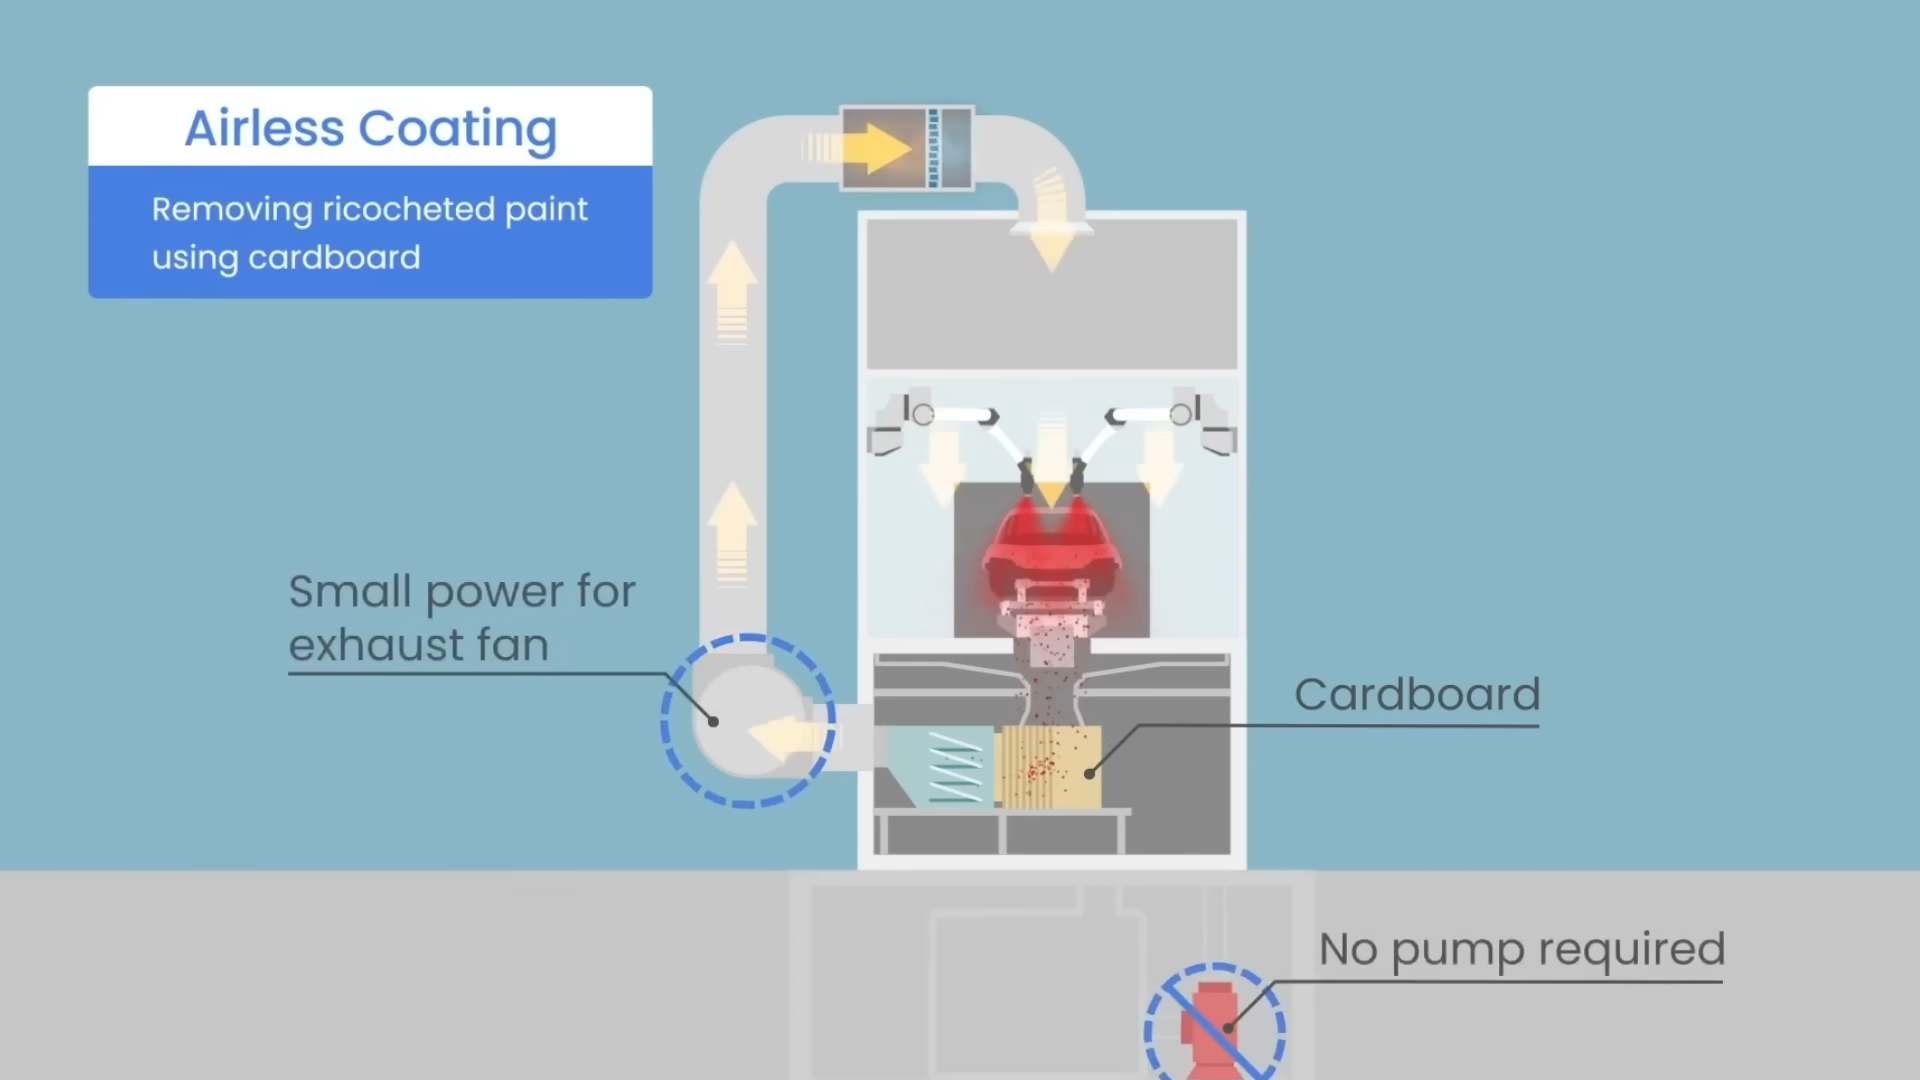 Airless Coating
Removing ricocheted paint
using cardboard
Small power for
exhaust fan
Cardboard
No pump required